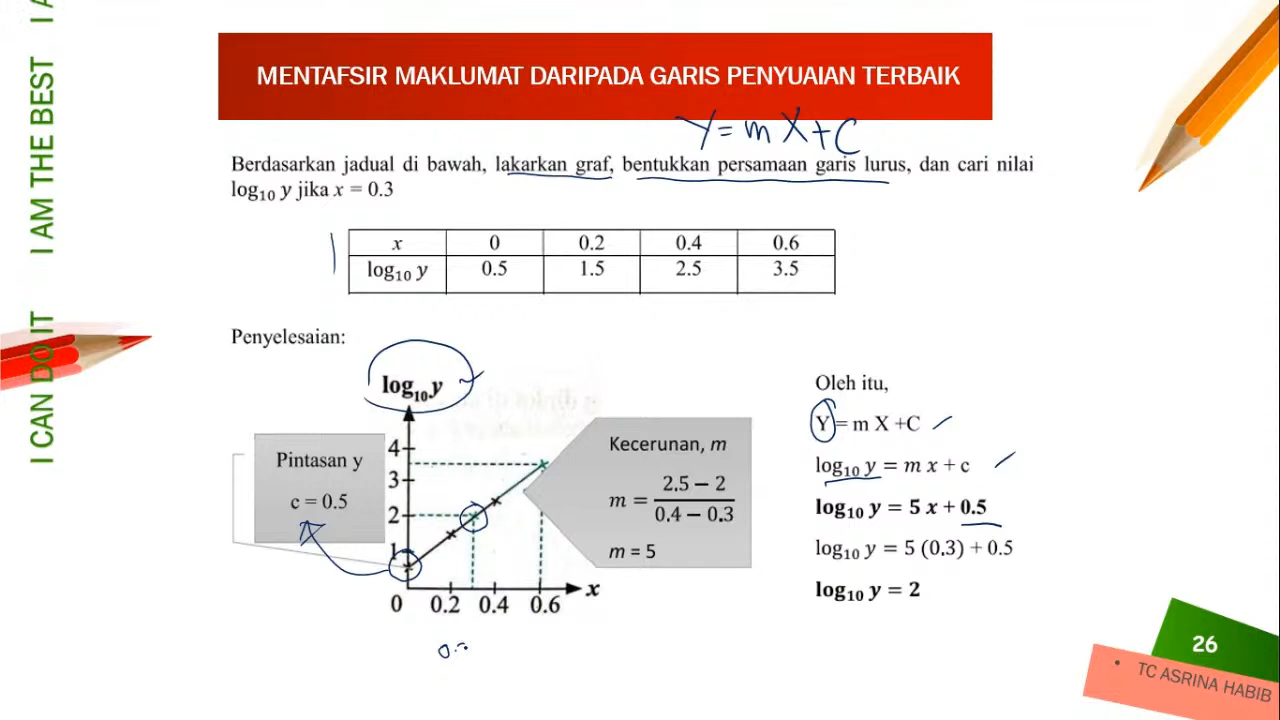 I CAN DO IT I AM THE BEST I A
MENTAFSIR MAKLUMAT DARIPADA GARIS PENYUAIAN TERBAIK
Y = m X + C
Berdasarkan jadual di bawah, lakarkan graf, bentukkan persamaan garis lurus, dan cari nilai
log₁₀ y jika x = 0.3
x 0 0.2 0.4 0.6
log₁₀ y 0.5 1.5 2.5 3.5
Penyelesaian:
log₁₀y
4
3
2
1
0 0.2 0.4 0.6 x
Pintasan y
c = 0.5
Kecerunan, m
m = (2.5 − 2)/(0.4 − 0.3)
m = 5
Oleh itu,
Y = m X +C
log₁₀ y = m x + c
log₁₀ y = 5 x + 0.5
log₁₀ y = 5 (0.3) + 0.5
log₁₀ y = 2
26
• TC ASRINA HABIB